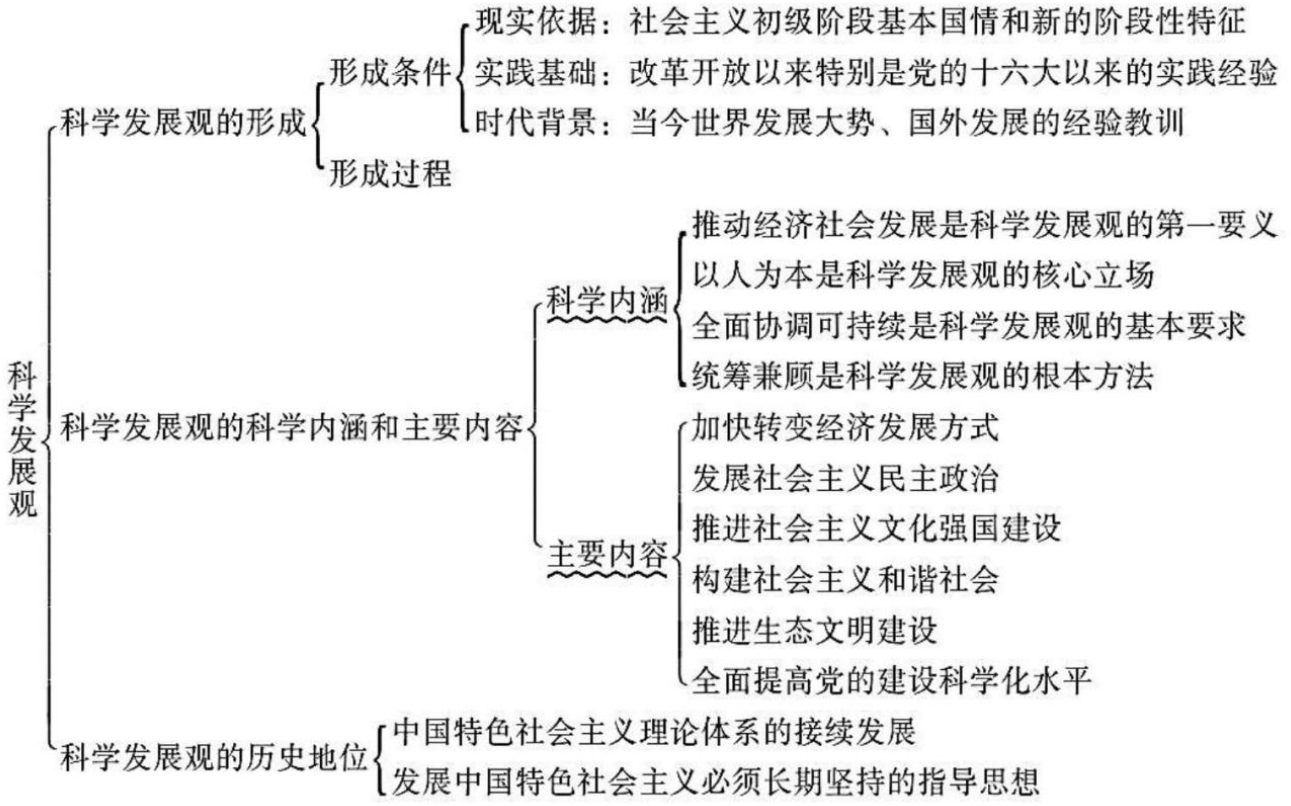 科学发展观
科学发展观的形成
形成条件
现实依据：社会主义初级阶段基本国情和新的阶段性特征
实践基础：改革开放以来特别是党的十六大以来的实践经验
时代背景：当今世界发展大势、国外发展的经验教训
形成过程
科学发展观的科学内涵和主要内容
科学内涵
推动经济社会发展是科学发展观的第一要义
以人为本是科学发展观的核心立场
全面协调可持续是科学发展观的基本要求
统筹兼顾是科学发展观的根本方法
主要内容
加快转变经济发展方式
发展社会主义民主政治
推进社会主义文化强国建设
构建社会主义和谐社会
推进生态文明建设
全面提高党的建设科学化水平
科学发展观的历史地位
中国特色社会主义理论体系的接续发展
发展中国特色社会主义必须长期坚持的指导思想